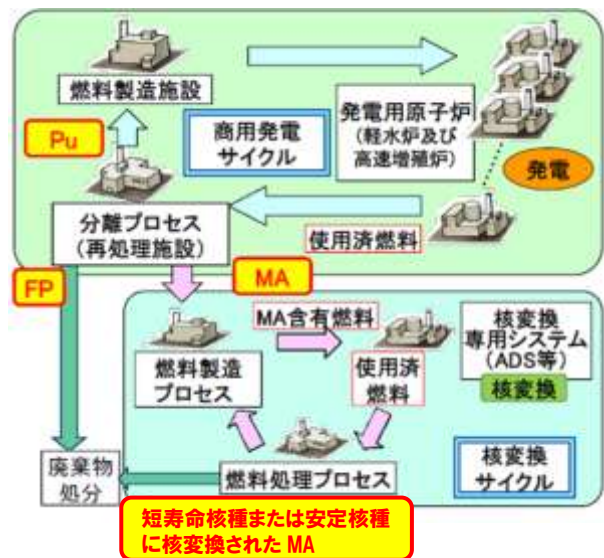 燃料製造施設
Pu
商用発電
サイクル
発電用原子炉
(軽水炉及び
高速増殖炉)
発電
分離プロセス
(再処理施設)
使用済燃料
FP
MA
MA含有燃料
燃料製造
プロセス
使用済
燃料
核変換
専用システム
(ADS等)
核変換
廃棄物
処分
燃料処理プロセス
核変換
サイクル
短寿命核種または安定核種
に核変換された MA